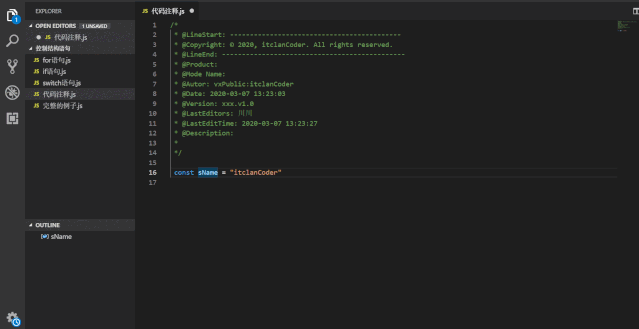 EXPLORER
OPEN EDITORS 1 UNSAVED
JS 代码注释.js
控制结构语句
JS for语句.js
JS if语句.js
JS switch语句.js
JS 代码注释.js
JS 完整的例子.js
OUTLINE
sName
JS 代码注释.js
1 /*
2 * @LineStart: -------------------------------------------
3 * @Copyright: © 2020, itclanCoder. All rights reserved.
4 * @LineEnd: ----------------------------------------------
5 * @Product:
6 * @Mode Name:
7 * @Autor: vxPublic:itclanCoder
8 * @Date: 2020-03-07 13:23:03
9 * @Version: xxx.v1.0
10 * @LastEditors: 川川
11 * @LastEditTime: 2020-03-07 13:23:27
12 * @Description:
13 *
14 */
15
16 const sName = "itclanCoder"
17
1